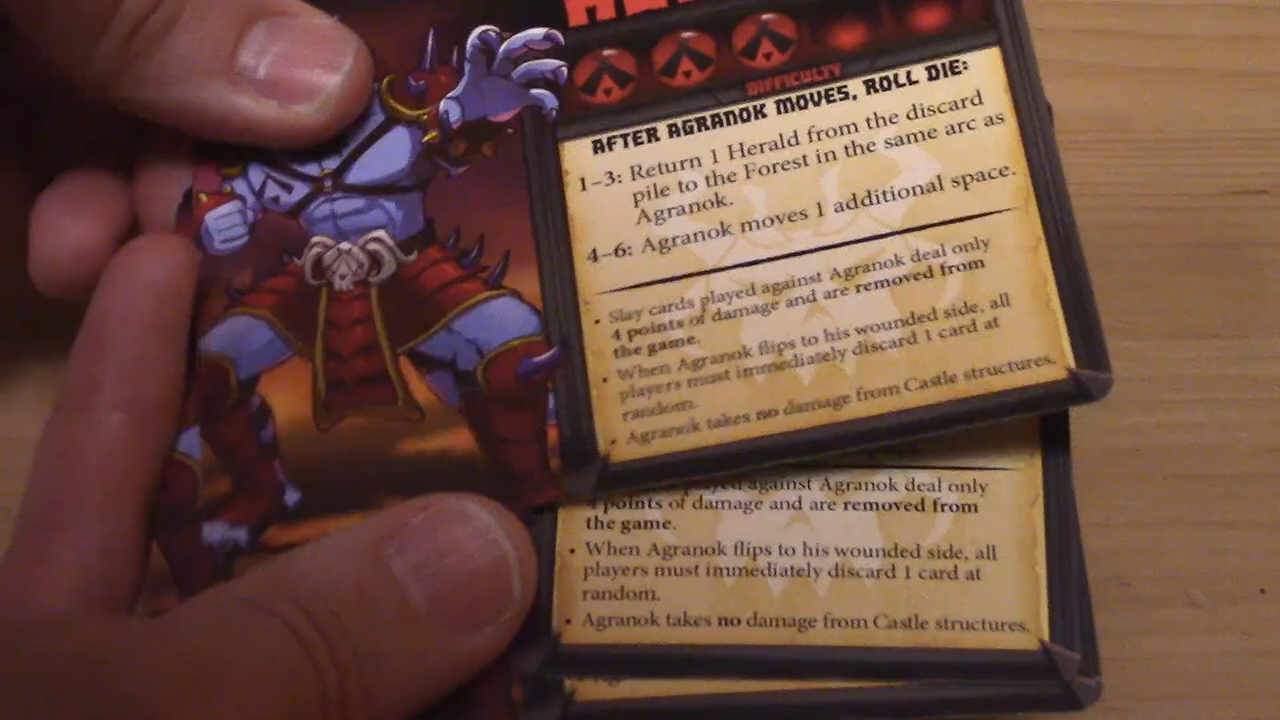 DIFFICULTY
AFTER AGRANOK MOVES, ROLL DIE:
1–3: Return 1 Herald from the discard
pile to the Forest in the same arc as
Agranok.
4–6: Agranok moves 1 additional space.
• Slay cards played against Agranok deal only
4 points of damage and are removed from
the game.
• When Agranok flips to his wounded side, all
players must immediately discard 1 card at
random.
• Agranok takes no damage from Castle structures.
played against Agranok deal only
4 points of damage and are removed from
the game.
• When Agranok flips to his wounded side, all
players must immediately discard 1 card at
random.
• Agranok takes no damage from Castle structures.